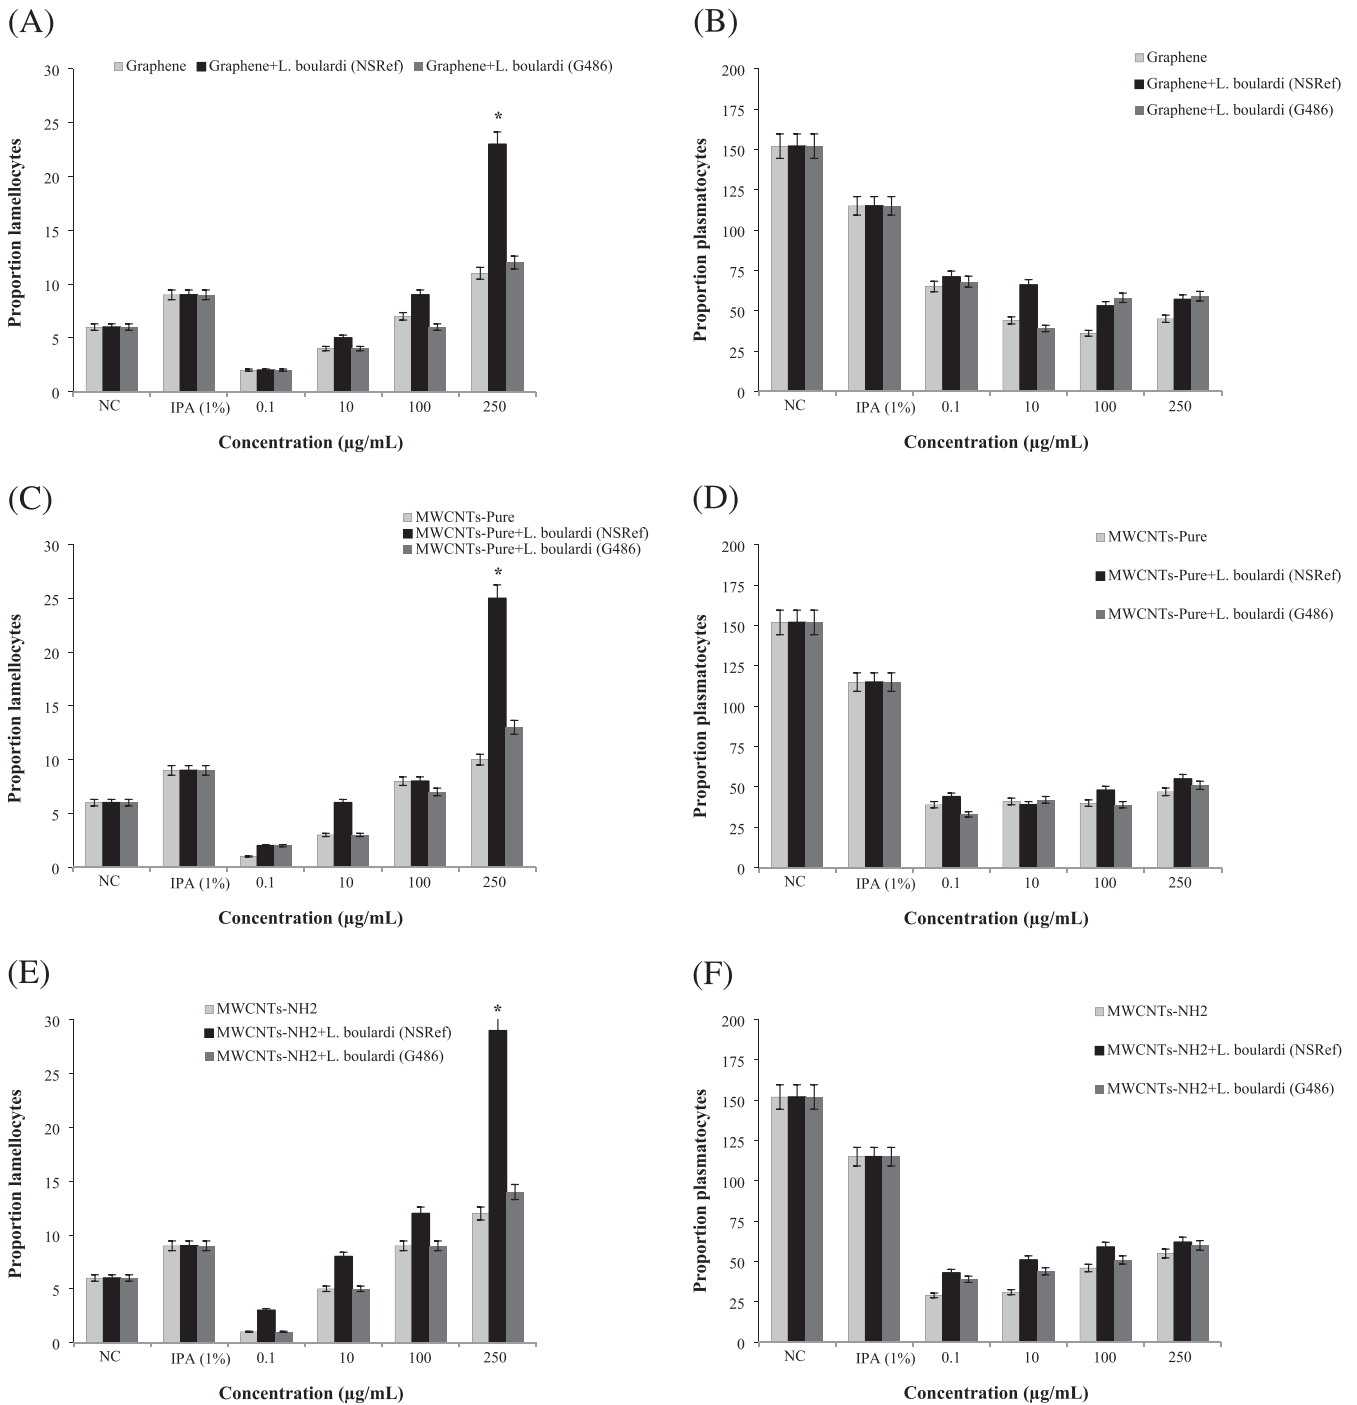 (A)
Graphene Graphene+L. boulardi (NSRef) Graphene+L. boulardi (G486)
Proportion lamellocytes
30
25
20
15
10
5
0
*
NC IPA (1%) 0.1 10 100 250
Concentration (µg/mL)
(B)
Graphene
Graphene+L. boulardi (NSRef)
Graphene+L. boulardi (G486)
Proportion plasmatocytes
200
175
150
125
100
75
50
25
0
NC IPA (1%) 0.1 10 100 250
Concentration (µg/mL)
(C)
MWCNTs-Pure
MWCNTs-Pure+L. boulardi (NSRef)
MWCNTs-Pure+L. boulardi (G486)
Proportion lamellocytes
30
25
20
15
10
5
0
*
NC IPA (1%) 0.1 10 100 250
Concentration (µg/mL)
(D)
MWCNTs-Pure
MWCNTs-Pure+L. boulardi (NSRef)
MWCNTs-Pure+L. boulardi (G486)
Proportion plasmatocytes
200
175
150
125
100
75
50
25
0
NC IPA (1%) 0.1 10 100 250
Concentration (µg/mL)
(E)
MWCNTs-NH2
MWCNTs-NH2+L. boulardi (NSRef)
MWCNTs-NH2+L. boulardi (G486)
Proportion lamellocytes
30
25
20
15
10
5
0
*
NC IPA (1%) 0.1 10 100 250
Concentration (µg/mL)
(F)
MWCNTs-NH2
MWCNTs-NH2+L. boulardi (NSRef)
MWCNTs-NH2+L. boulardi (G486)
Proportion plasmatocytes
200
175
150
125
100
75
50
25
0
NC IPA (1%) 0.1 10 100 250
Concentration (µg/mL)